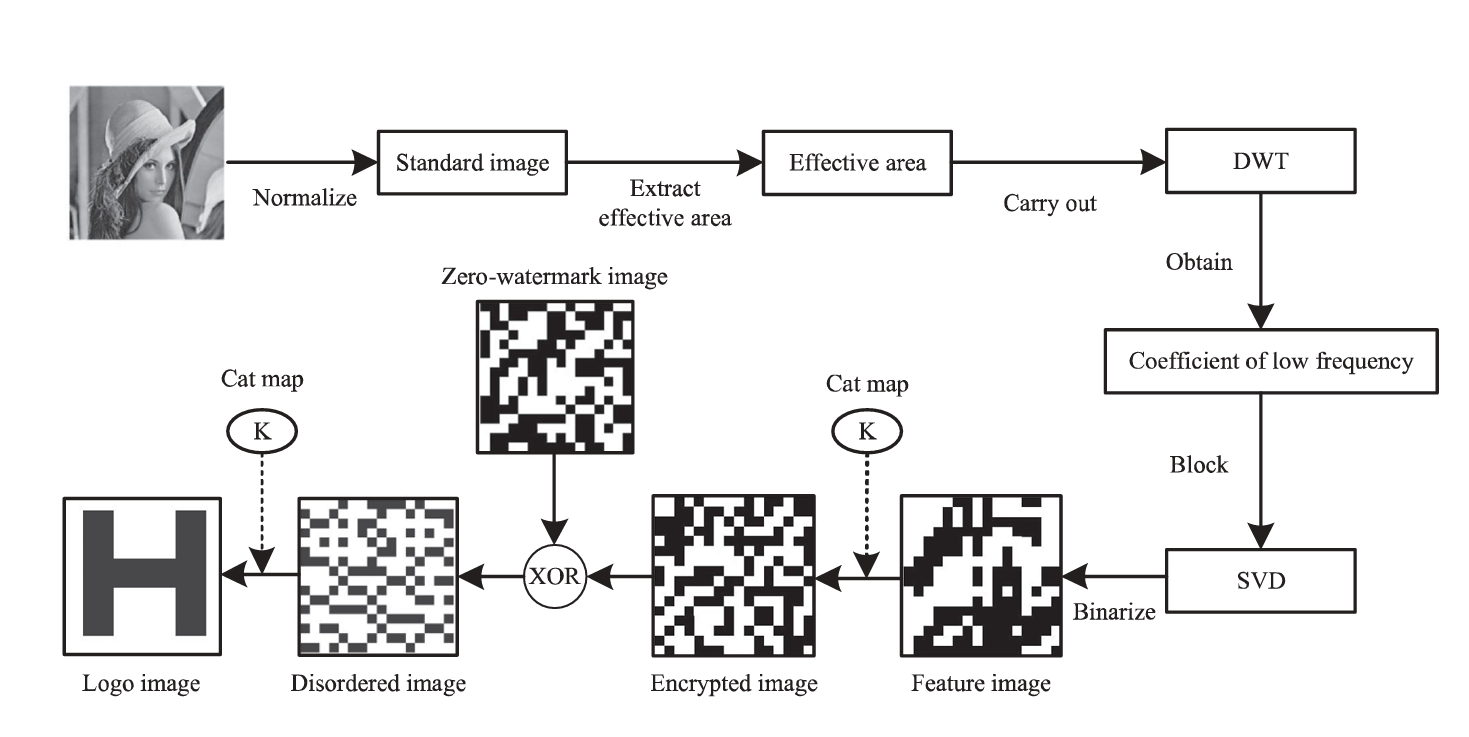 Normalize
Standard image
Extract
effective area
Effective area
Carry out
DWT
Obtain
Coefficient of low frequency
Block
SVD
Binarize
Feature image
Cat map
K
Encrypted image
Zero-watermark image
XOR
Disordered image
Cat map
K
H
Logo image